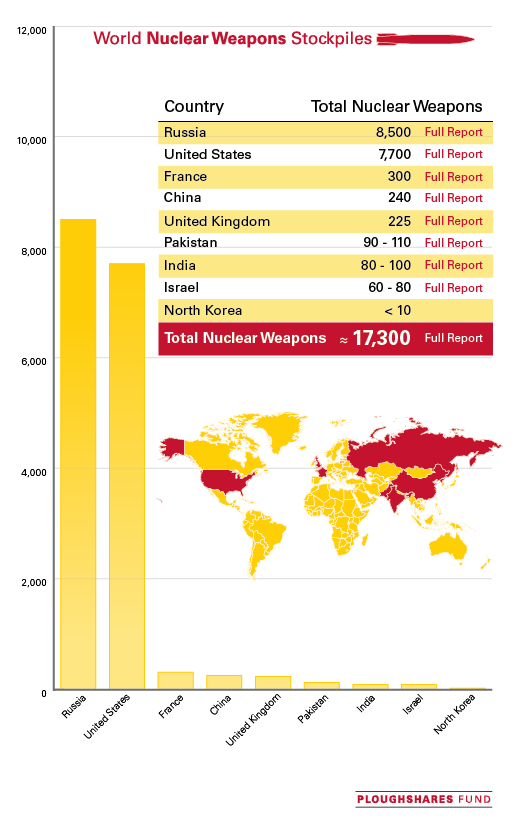 World Nuclear Weapons Stockpiles
12,000
10,000
8,000
6,000
4,000
2,000
0
Country Total Nuclear Weapons
Russia 8,500 Full Report
United States 7,700 Full Report
France 300 Full Report
China 240 Full Report
United Kingdom 225 Full Report
Pakistan 90 - 110 Full Report
India 80 - 100 Full Report
Israel 60 - 80 Full Report
North Korea < 10
Total Nuclear Weapons ≈ 17,300 Full Report
Russia
United States
France
China
United Kingdom
Pakistan
India
Israel
North Korea
PLOUGHSHARES FUND